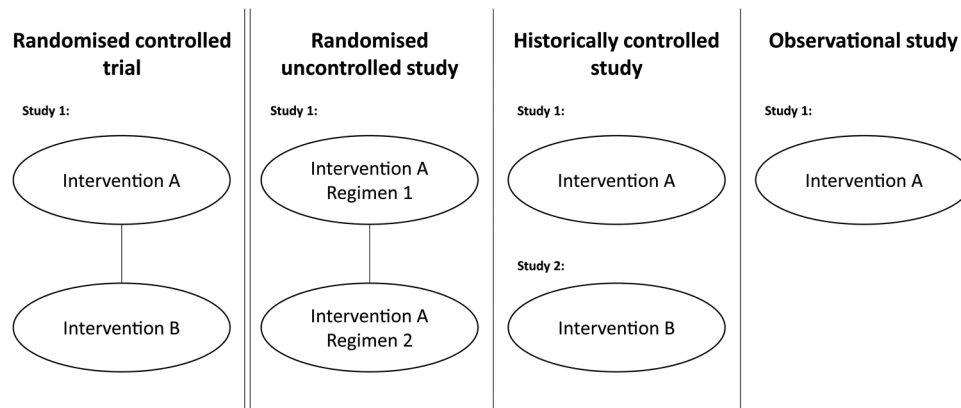 Randomised controlled
trial
Study 1:
Intervention A
Intervention B
Randomised
uncontrolled study
Study 1:
Intervention A
Regimen 1
Intervention A
Regimen 2
Historically controlled
study
Study 1:
Intervention A
Study 2:
Intervention B
Observational study
Study 1:
Intervention A